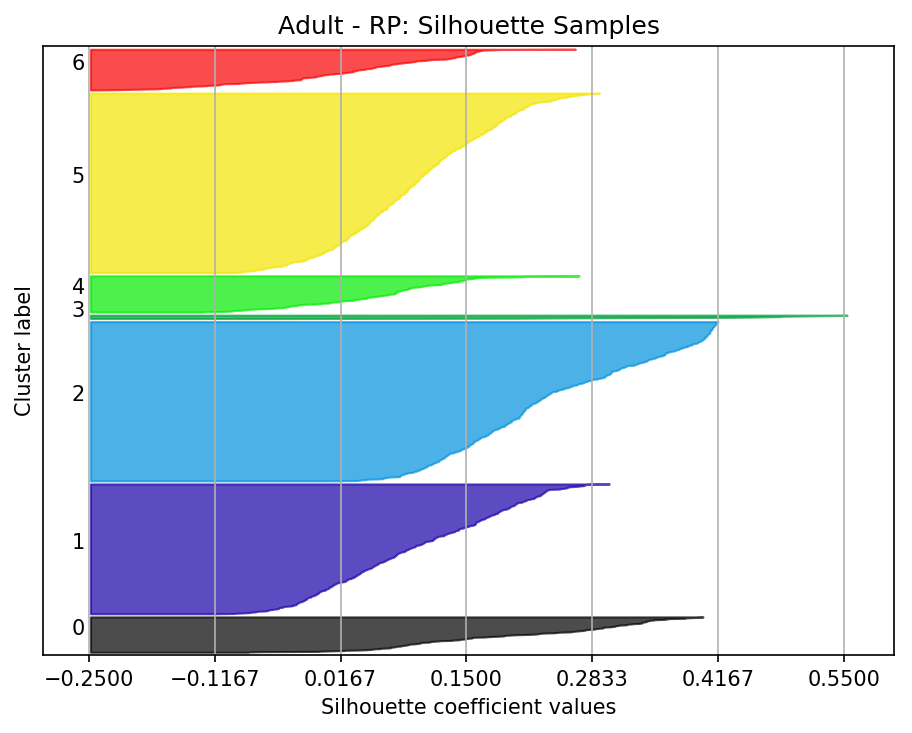 Adult - RP: Silhouette Samples
6
5
4
3
2
1
0
Cluster label
−0.2500 −0.1167 0.0167 0.1500 0.2833 0.4167 0.5500
Silhouette coefficient values